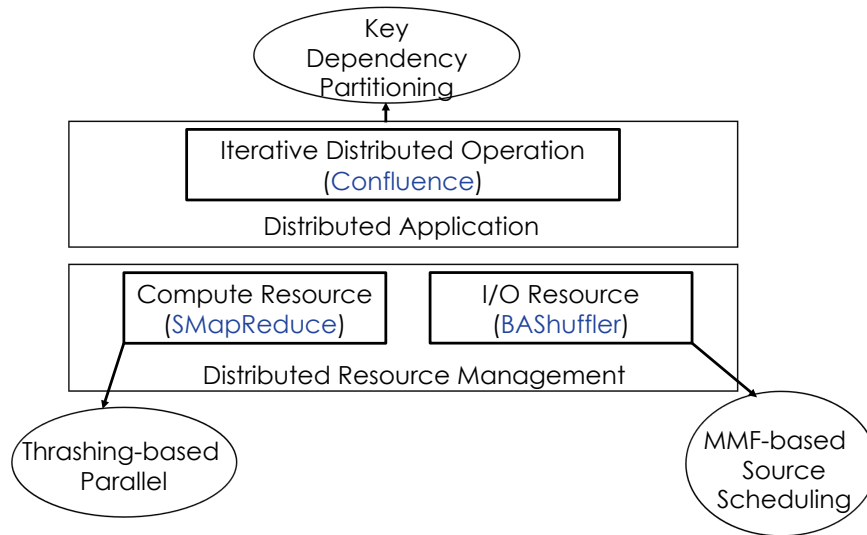 Key
Dependency
Partitioning
Iterative Distributed Operation
(Confluence)
Distributed Application
Compute Resource
(SMapReduce)
I/O Resource
(BAShuffler)
Distributed Resource Management
Thrashing-based
Parallel
MMF-based
Source
Scheduling